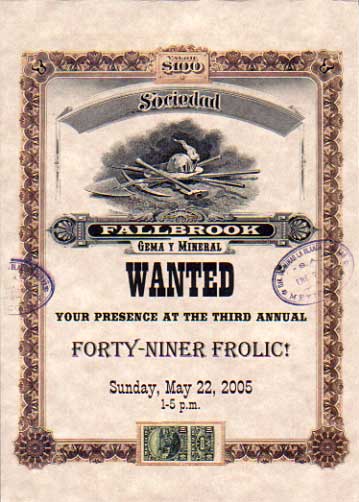 VALOR
$100
Sociedad
FALLBROOK
GEMA Y MINERAL
WANTED
YOUR PRESENCE AT THE THIRD ANNUAL
FORTY-NINER FROLIC!
Sunday, May 22, 2005
1-5 p.m.